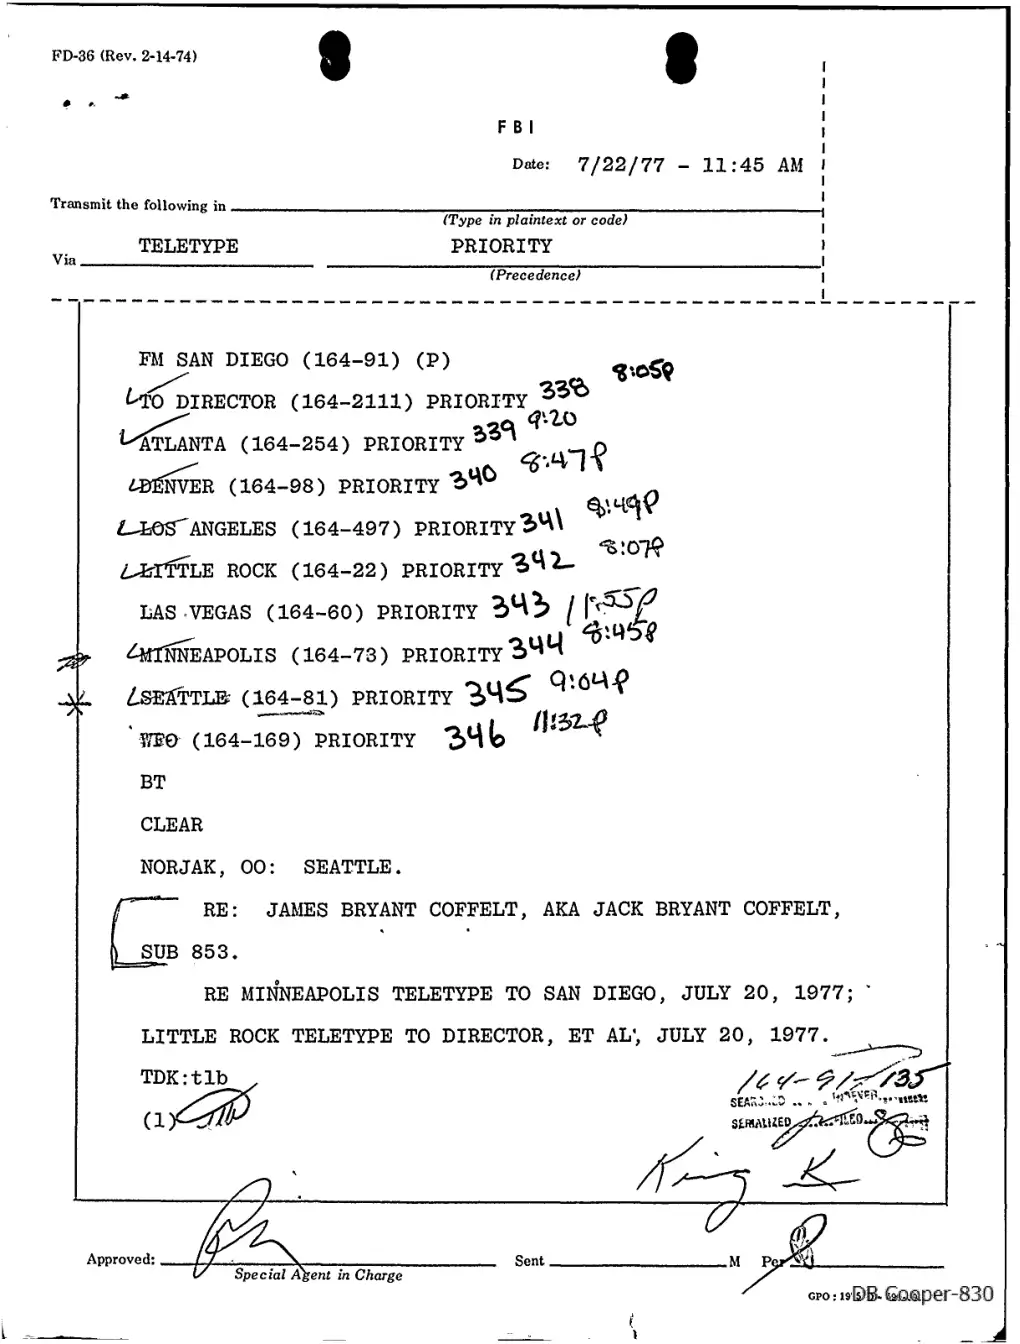 FD-36 (Rev. 2-14-74)
FBI
Date: 7/22/77 - 11:45 AM
Transmit the following in
(Type in plaintext or code)
Via TELETYPE PRIORITY
(Precedence)
FM SAN DIEGO (164-91) (P)
TO DIRECTOR (164-2111) PRIORITY 338 8:05P
ATLANTA (164-254) PRIORITY 339 9:20
DENVER (164-98) PRIORITY 340 8:47P
LOS ANGELES (164-497) PRIORITY 341 8:49P
LITTLE ROCK (164-22) PRIORITY 342 8:07P
LAS VEGAS (164-60) PRIORITY 343 11:55p
MINNEAPOLIS (164-73) PRIORITY 344 8:45P
SEATTLE (164-81) PRIORITY 345 9:04P
WFO (164-169) PRIORITY 346 11:32P
BT
CLEAR
NORJAK, OO: SEATTLE.
RE: JAMES BRYANT COFFELT, AKA JACK BRYANT COFFELT,
SUB 853.
RE MINNEAPOLIS TELETYPE TO SAN DIEGO, JULY 20, 1977;
LITTLE ROCK TELETYPE TO DIRECTOR, ET AL, JULY 20, 1977.
TDK:tlb
164-91-135
(1)
SERIALIZED FILED
King K
Approved: Sent M Per
Special Agent in Charge
GPO:
DB Cooper-830